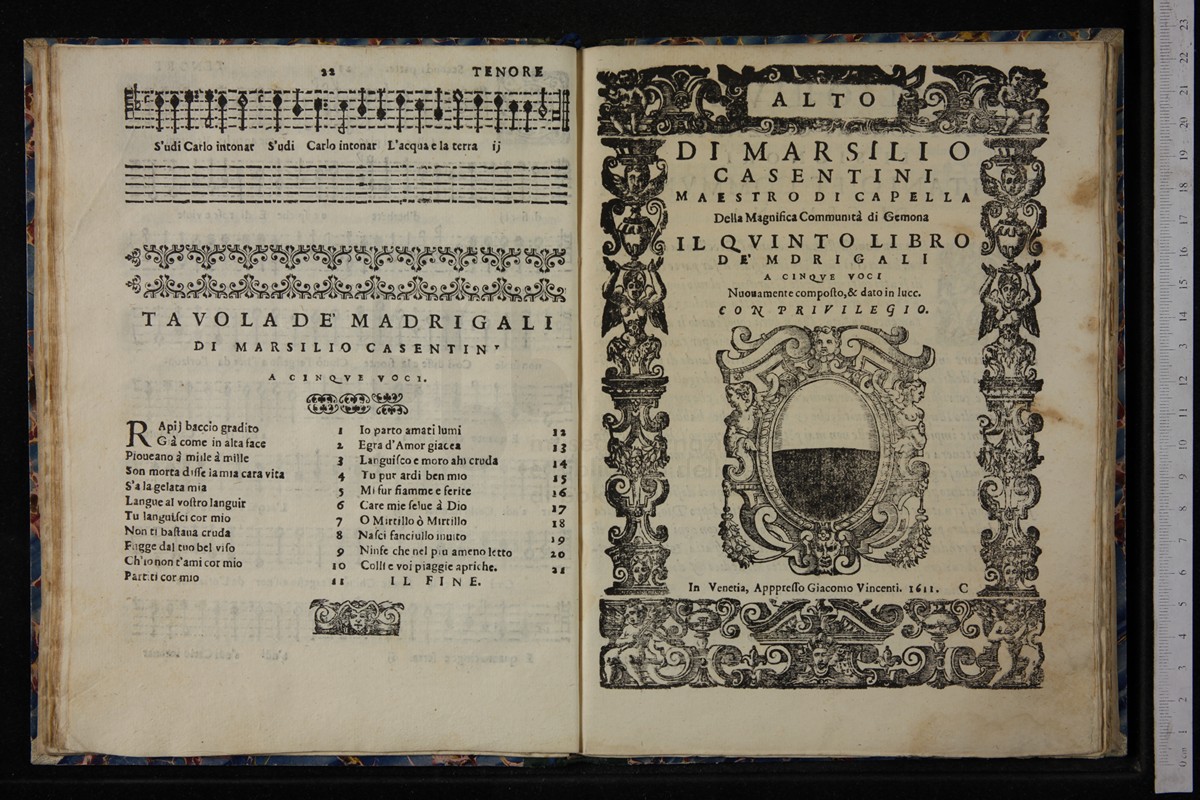 22 TENORE
S'udi Carlo intonar S'udi Carlo intonar L'acqua e la terra ij
TAVOLA DE' MADRIGALI
DI MARSILIO CASENTIN
A CINQVE VOCI.
RApij baccio gradito 1
Già come in alta face 2
Pioueano à mille à mille 3
Son morta disse la mia cara vita 4
S'a la gelata mia 5
Langue al vostro languir 6
Tu languisci cor mio 7
Non ti bastaua cruda 8
Fugge dal tuo bel viso 9
Ch'io non t'ami cor mio 10
Partiti cor mio 11
Io parto amati lumi 12
Egra d'Amor giacea 13
Languisco e moro ahi cruda 14
Tu pur ardi ben mio 15
Mi fur fiamme e ferite 16
Care mie selue à Dio 17
O Mirtillo ò Mirtillo 18
Nasci fanciullo inuito 19
Ninfe che nel piu ameno letto 20
Colli e voi piaggie apriche. 21
IL FINE.
ALTO
DI MARSILIO
CASENTINI
MAESTRO DI CAPELLA
Della Magnifica Communità di Gemona
IL QVINTO LIBRO
DE' MDRIGALI
A CINQVE VOCI
Nuouamente composto, & dato in lucc.
CON PRIVILEGIO.
In Venetia, Apppresso Giacomo Vincenti. 1611. C